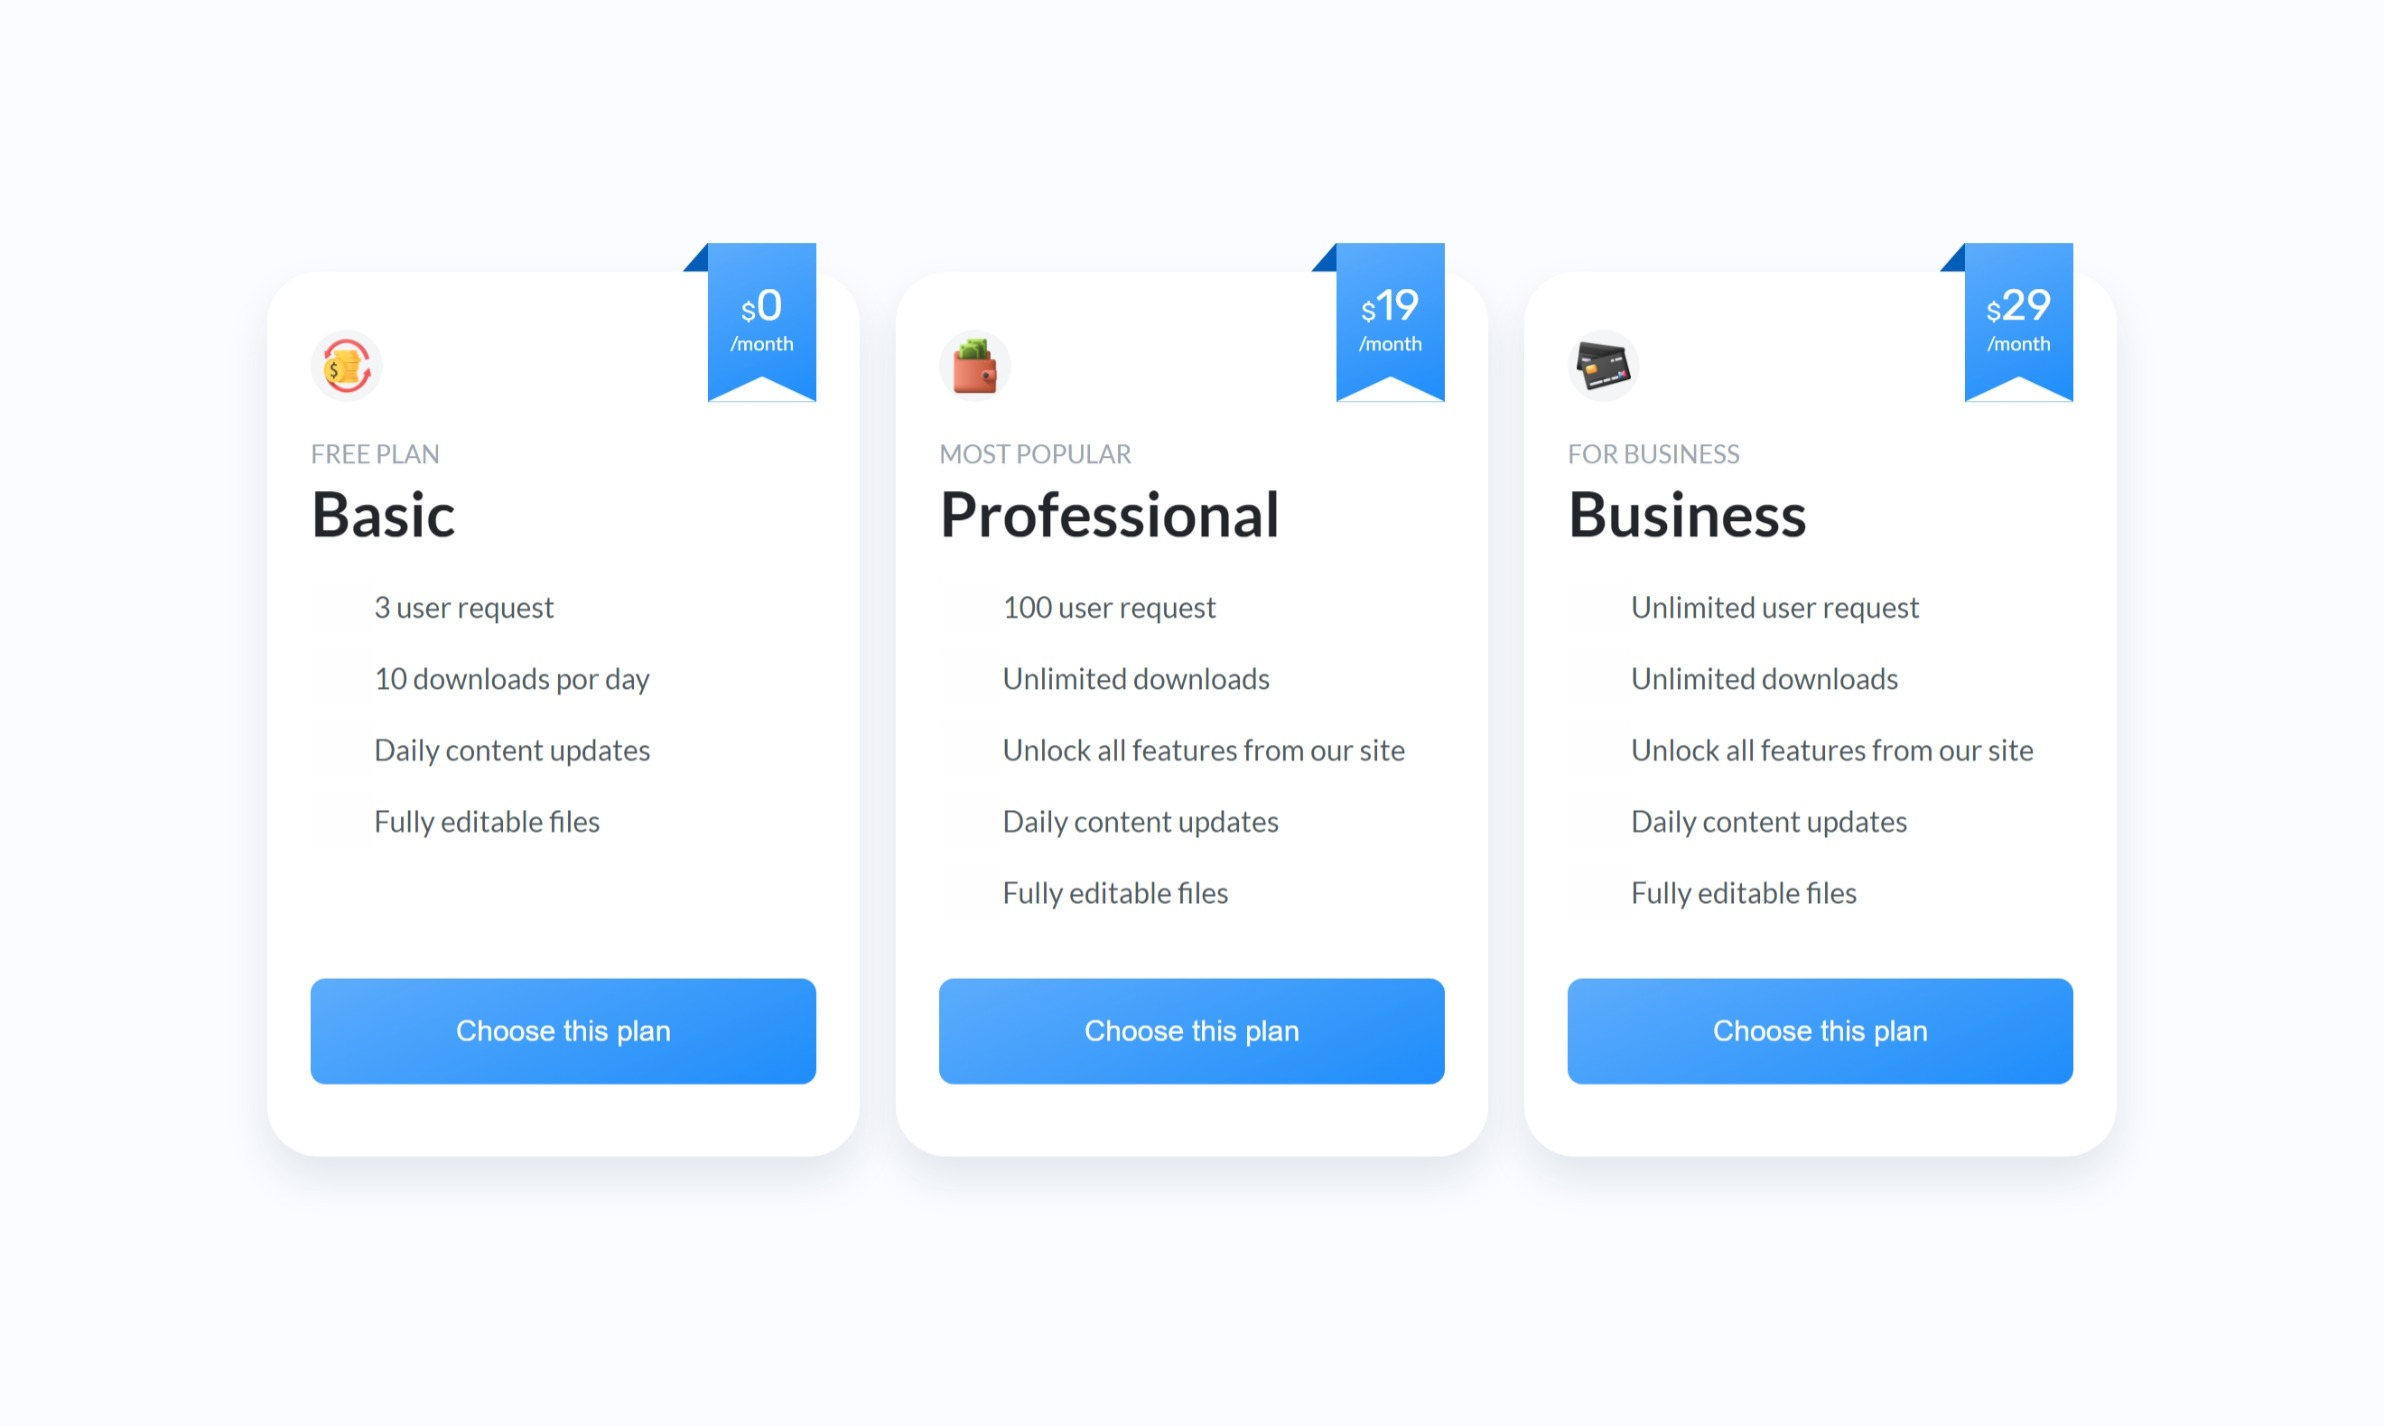 $0
/month
FREE PLAN
Basic
3 user request
10 downloads por day
Daily content updates
Fully editable files
Choose this plan
$19
/month
MOST POPULAR
Professional
100 user request
Unlimited downloads
Unlock all features from our site
Daily content updates
Fully editable files
Choose this plan
$29
/month
FOR BUSINESS
Business
Unlimited user request
Unlimited downloads
Unlock all features from our site
Daily content updates
Fully editable files
Choose this plan